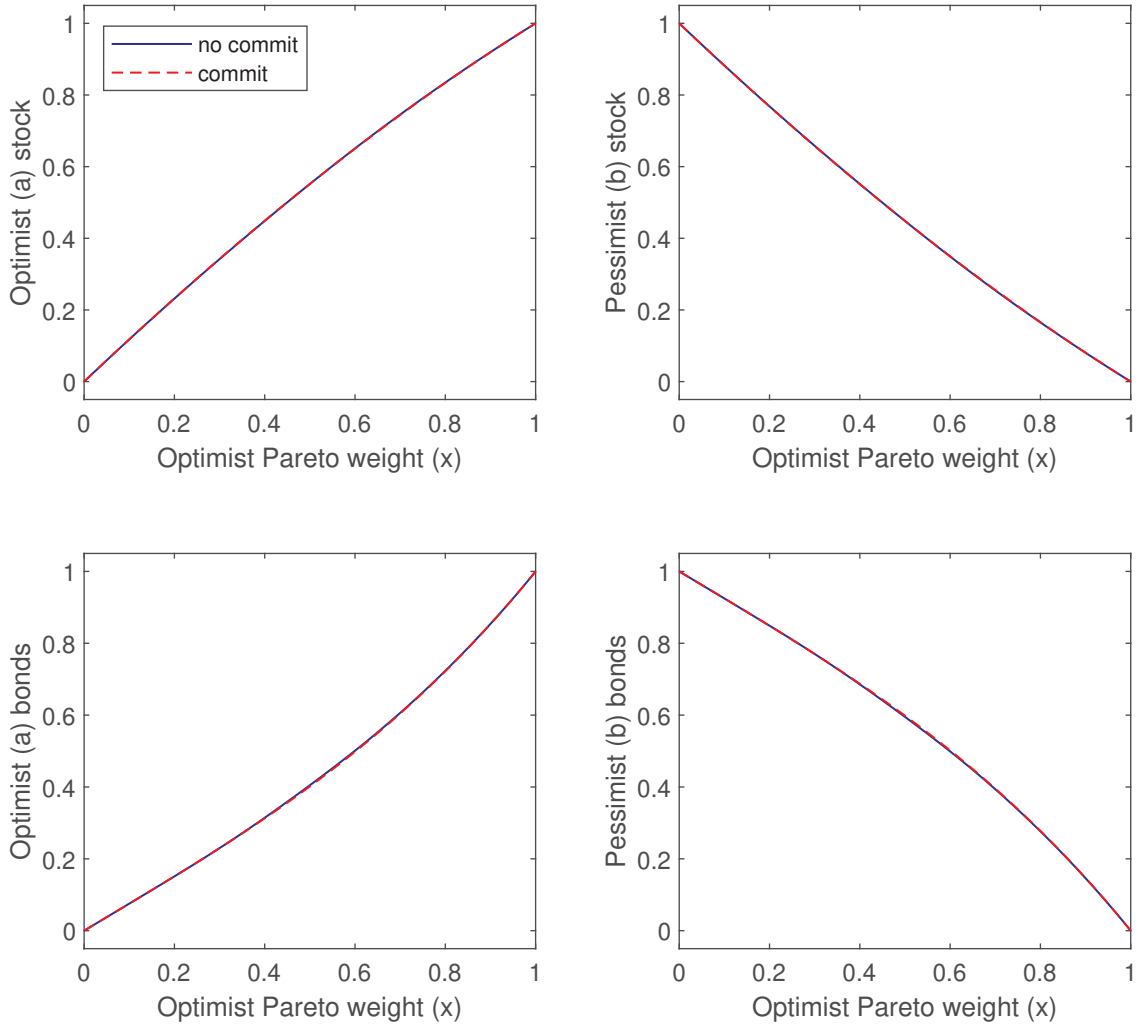 Optimist (a) stock
1
0.8
0.6
0.4
0.2
0
no commit
commit
0 0.2 0.4 0.6 0.8 1
Optimist Pareto weight (x)
Pessimist (b) stock
1
0.8
0.6
0.4
0.2
0
0 0.2 0.4 0.6 0.8 1
Optimist Pareto weight (x)
Optimist (a) bonds
1
0.8
0.6
0.4
0.2
0
0 0.2 0.4 0.6 0.8 1
Optimist Pareto weight (x)
Pessimist (b) bonds
1
0.8
0.6
0.4
0.2
0
0 0.2 0.4 0.6 0.8 1
Optimist Pareto weight (x)